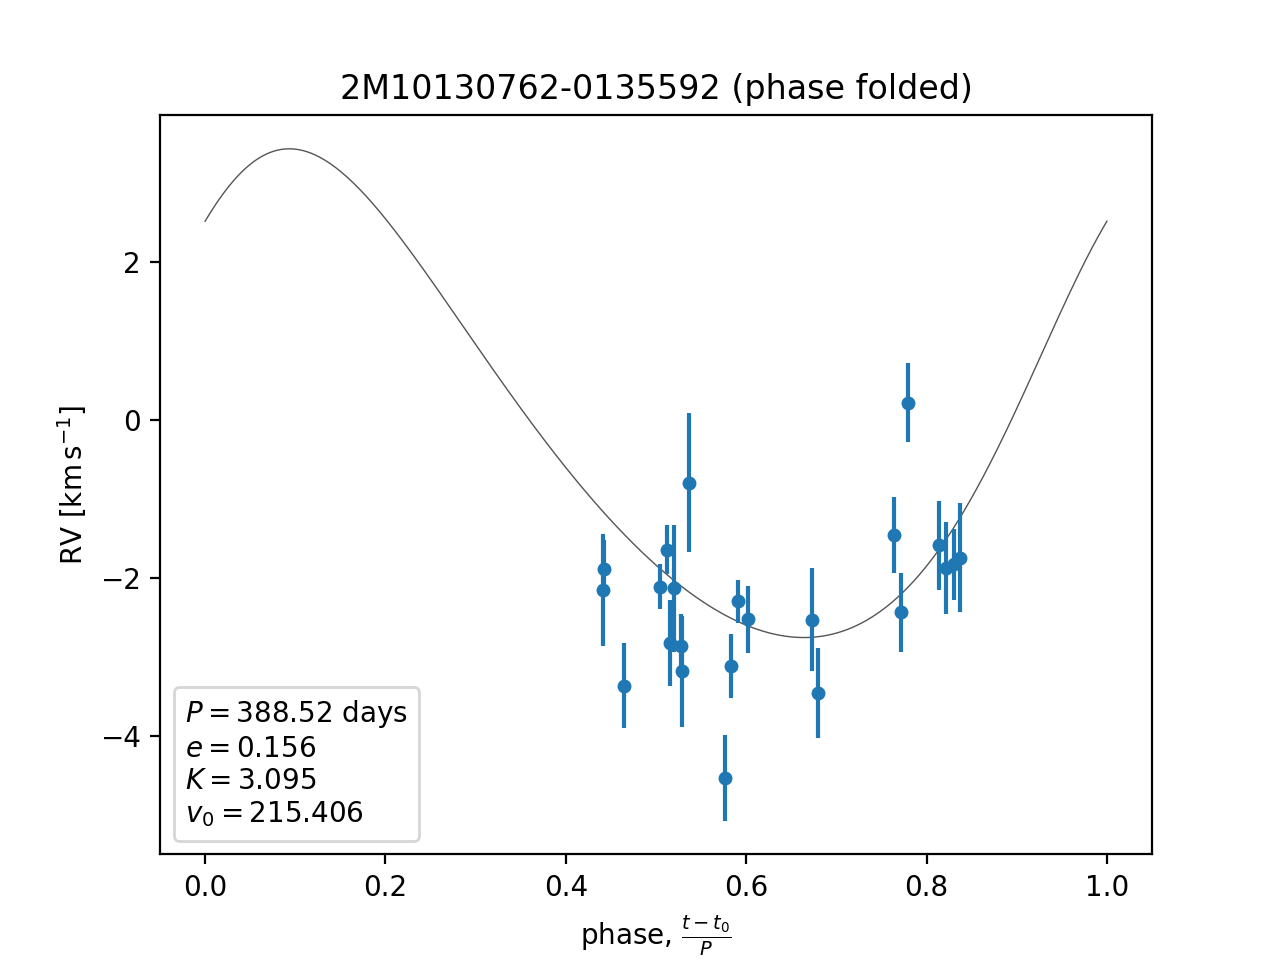 2M10130762-0135592 (phase folded)
RV [km s⁻¹]
2
0
−2
−4
P = 388.52 days
e = 0.156
K = 3.095
v₀ = 215.406
0.0 0.2 0.4 0.6 0.8 1.0
phase, (t − t₀)/P